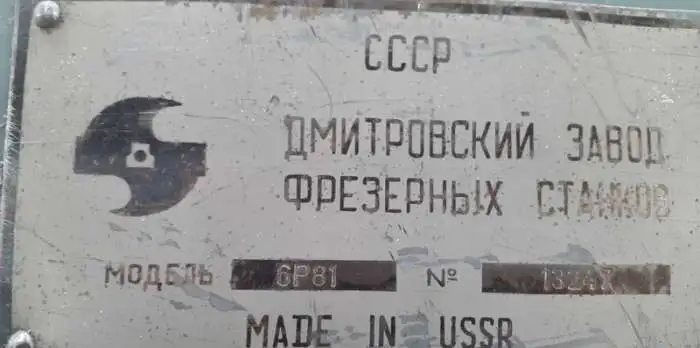 СССР
ДМИТРОВСКИЙ ЗАВОД
ФРЕЗЕРНЫХ СТАНКОВ
МОДЕЛЬ 6Р81 №
MADE IN USSR